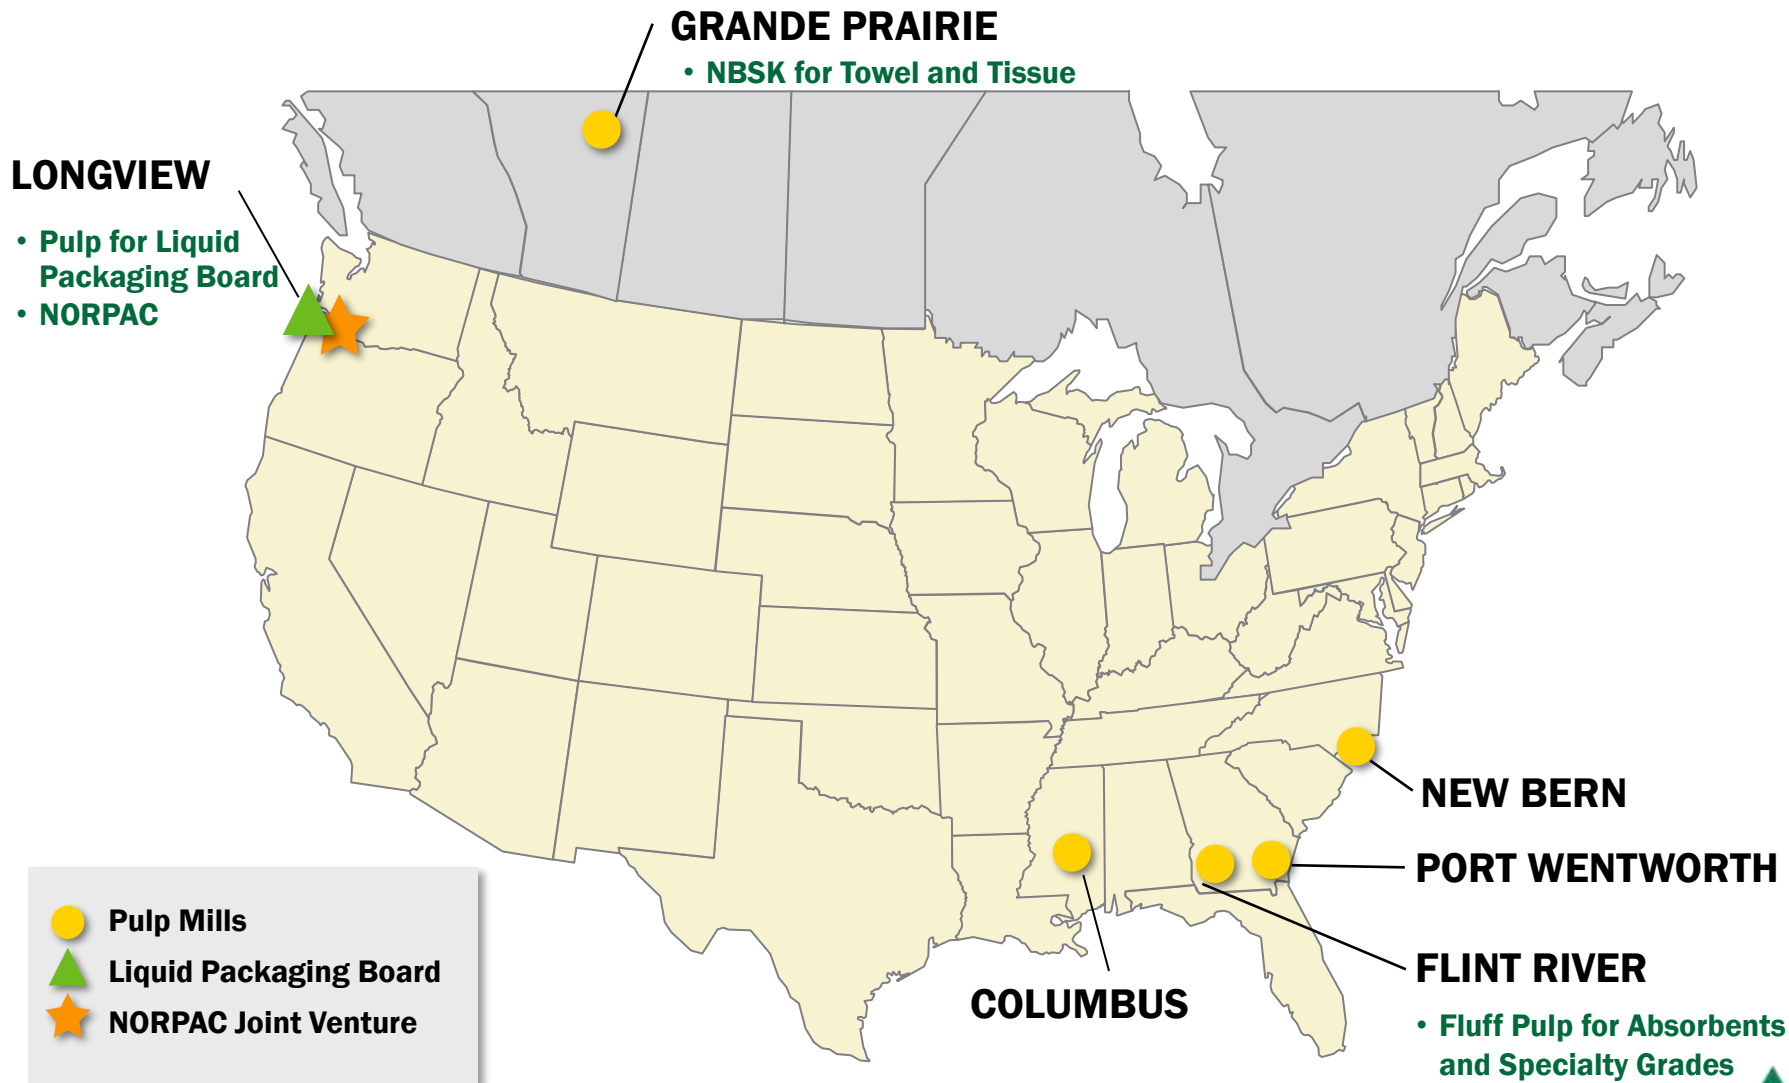 GRANDE PRAIRIE
• NBSK for Towel and Tissue
LONGVIEW
• Pulp for Liquid
Packaging Board
• NORPAC
NEW BERN
PORT WENTWORTH
FLINT RIVER
• Fluff Pulp for Absorbents
and Specialty Grades
COLUMBUS
Pulp Mills
Liquid Packaging Board
NORPAC Joint Venture